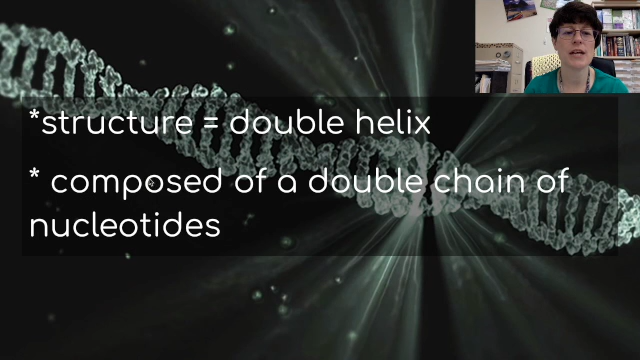 *structure = double helix
* composed of a double chain of
nucleotides